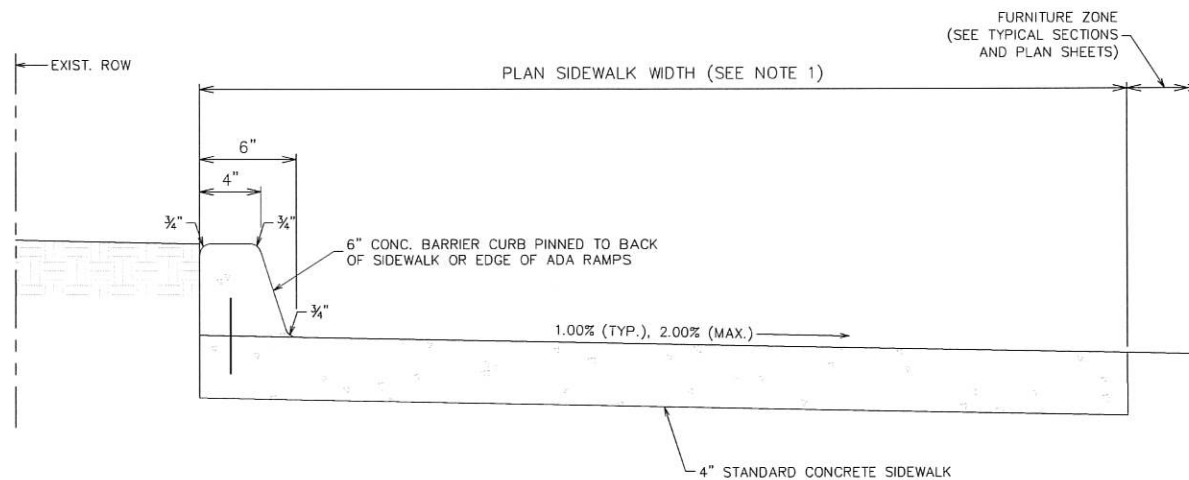 FURNITURE ZONE
(SEE TYPICAL SECTIONS
AND PLAN SHEETS)
EXIST. ROW
PLAN SIDEWALK WIDTH (SEE NOTE 1)
6"
4"
¾"
¾"
6" CONC. BARRIER CURB PINNED TO BACK
OF SIDEWALK OR EDGE OF ADA RAMPS
¾"
1.00% (TYP.), 2.00% (MAX.)
4" STANDARD CONCRETE SIDEWALK